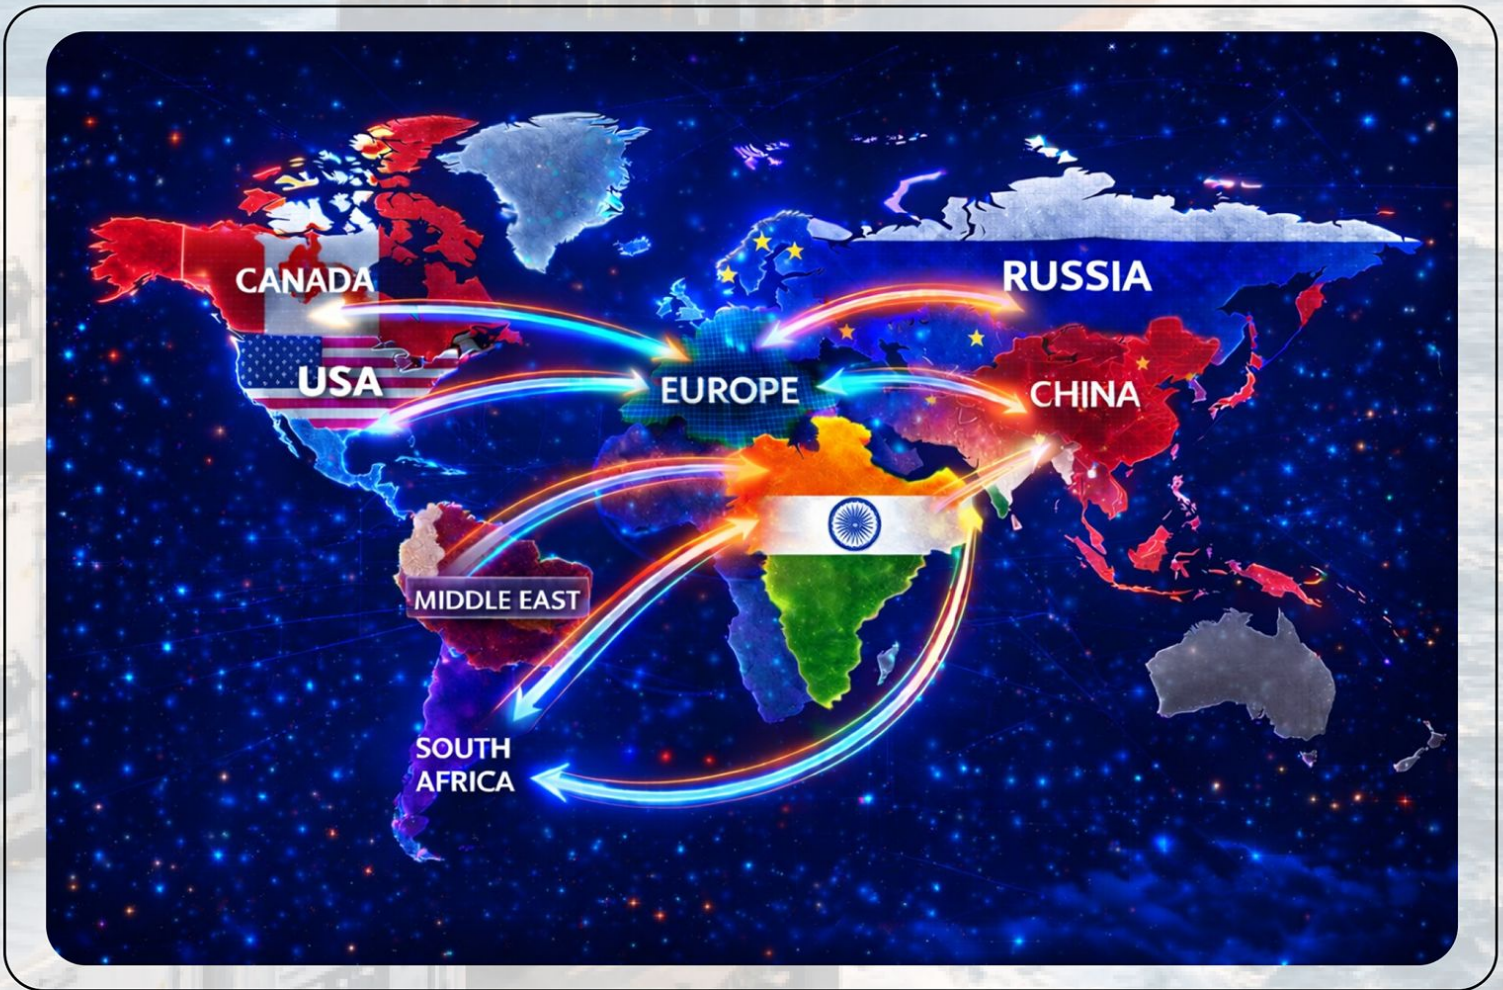 CANADA
RUSSIA
USA
EUROPE
CHINA
MIDDLE EAST
SOUTH
AFRICA